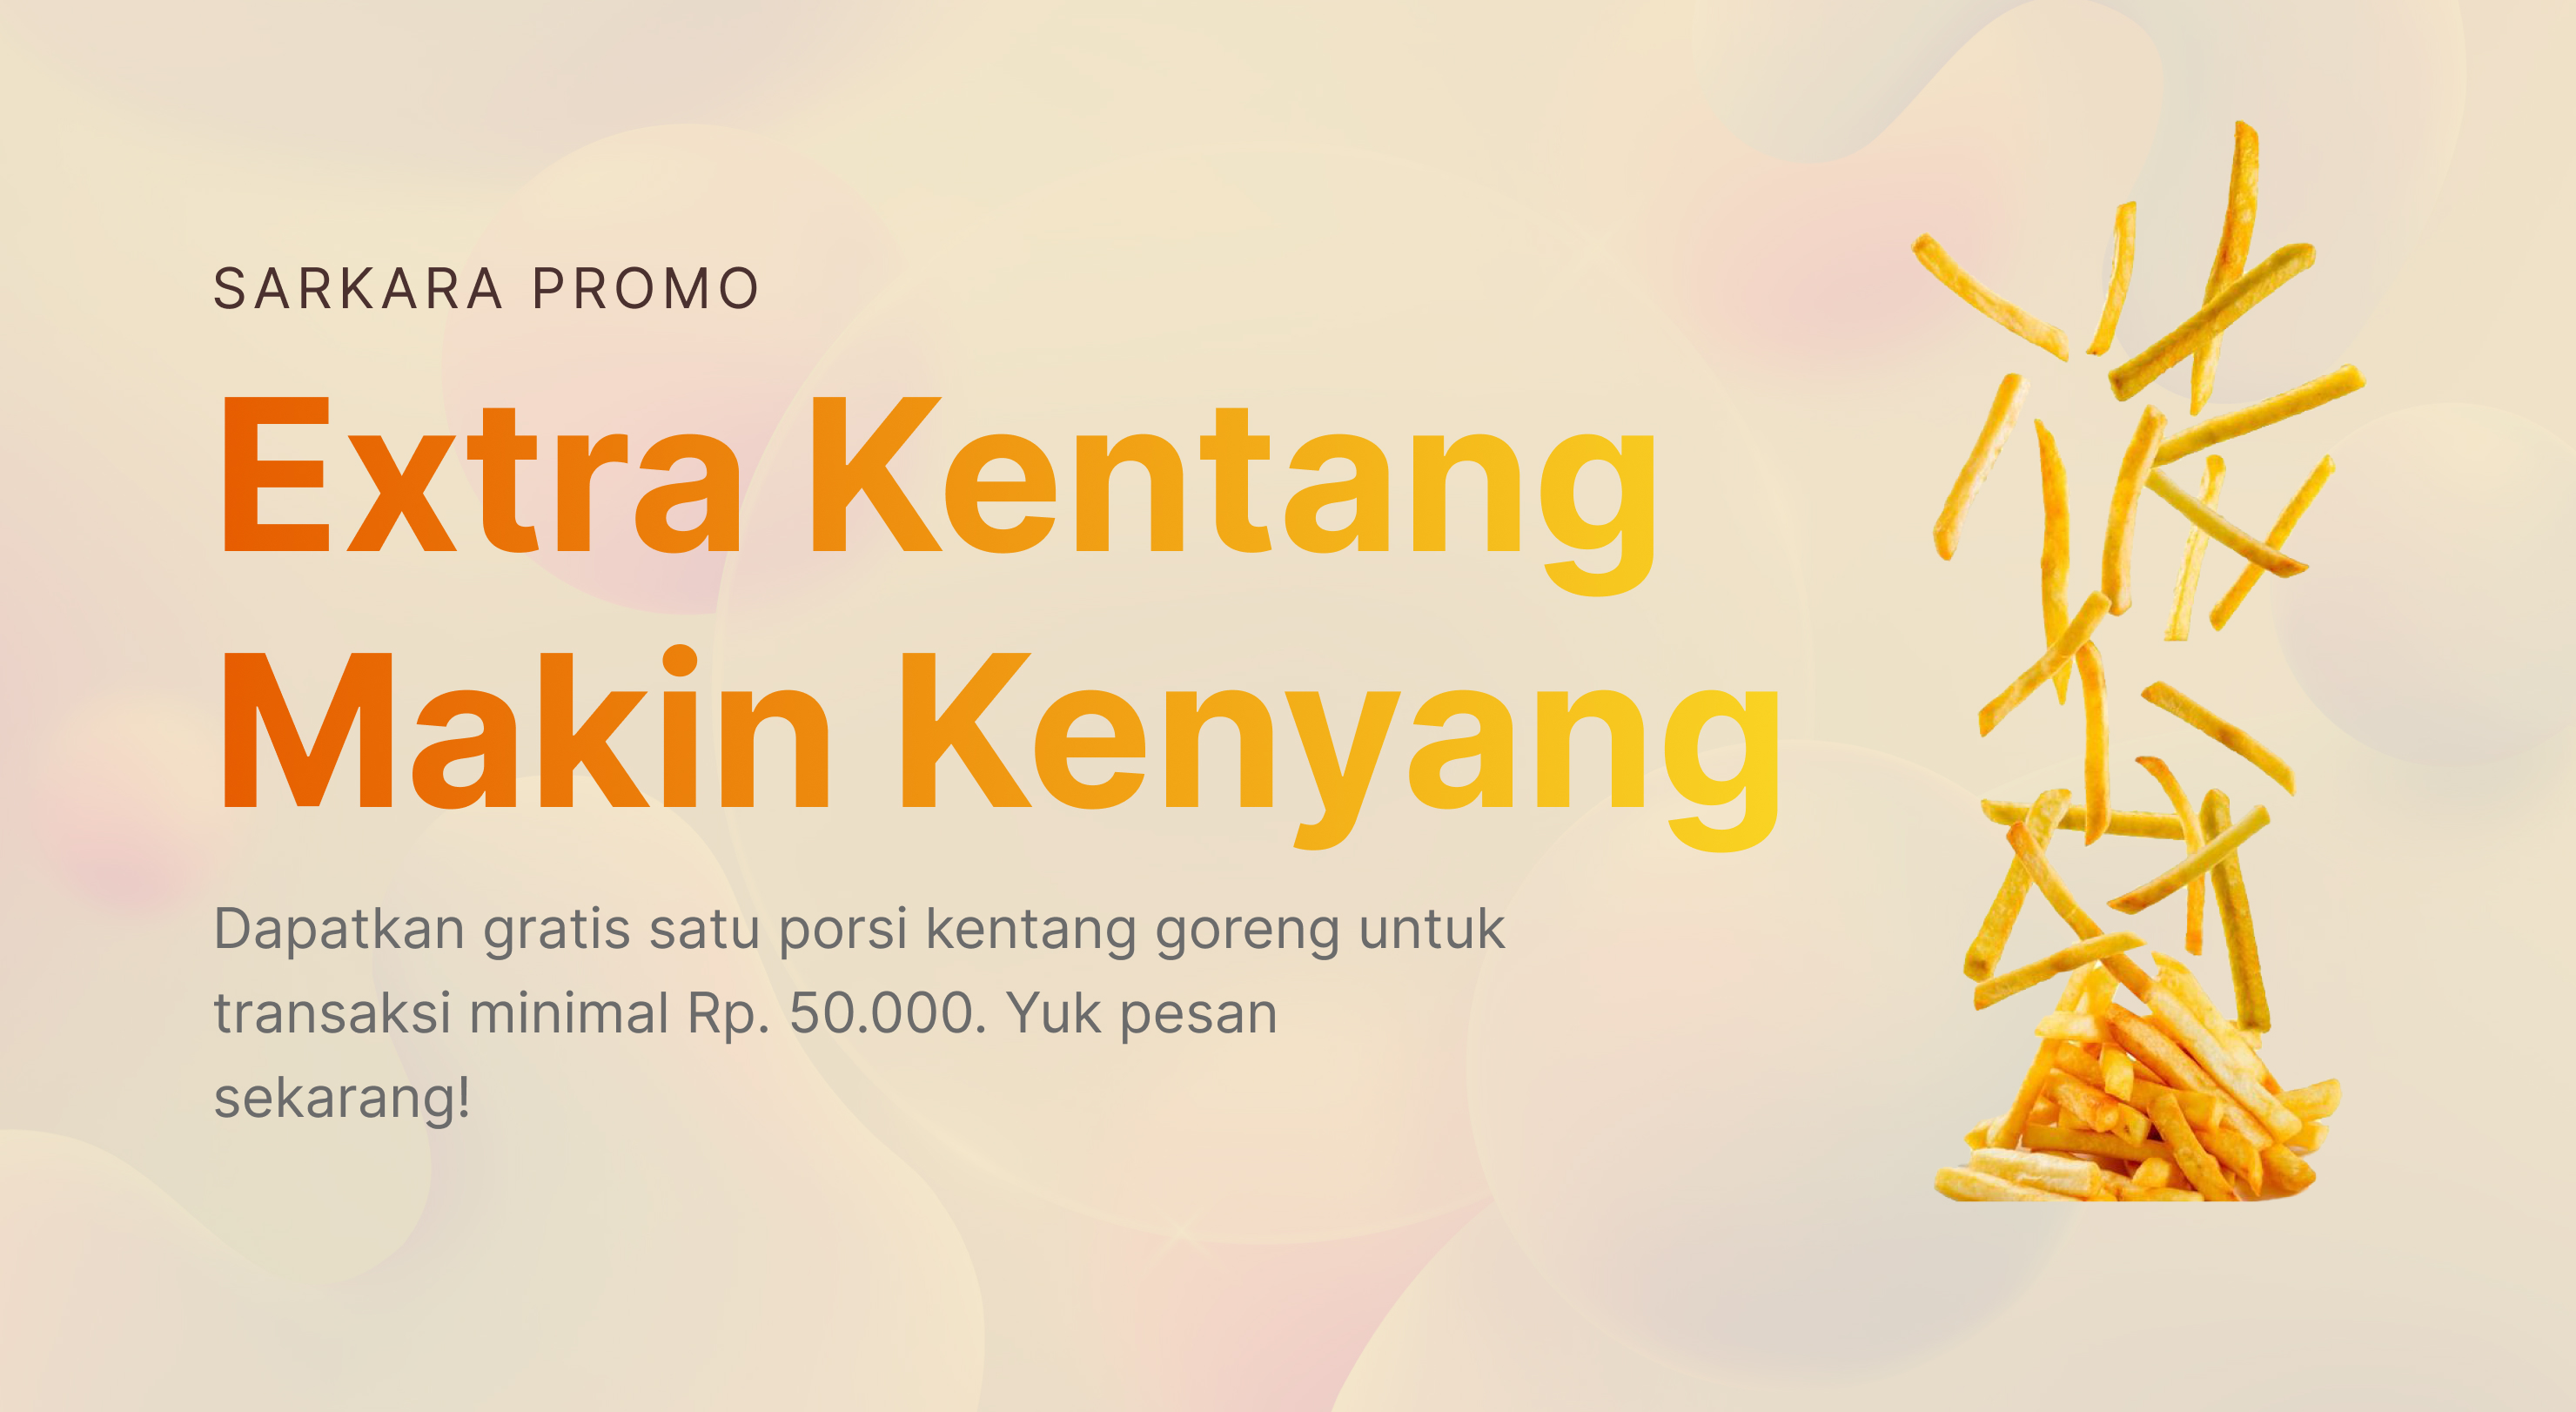 SARKARA PROMO
Extra Kentang
Makin Kenyang
Dapatkan gratis satu porsi kentang goreng untuk
transaksi minimal Rp. 50.000. Yuk pesan
sekarang!